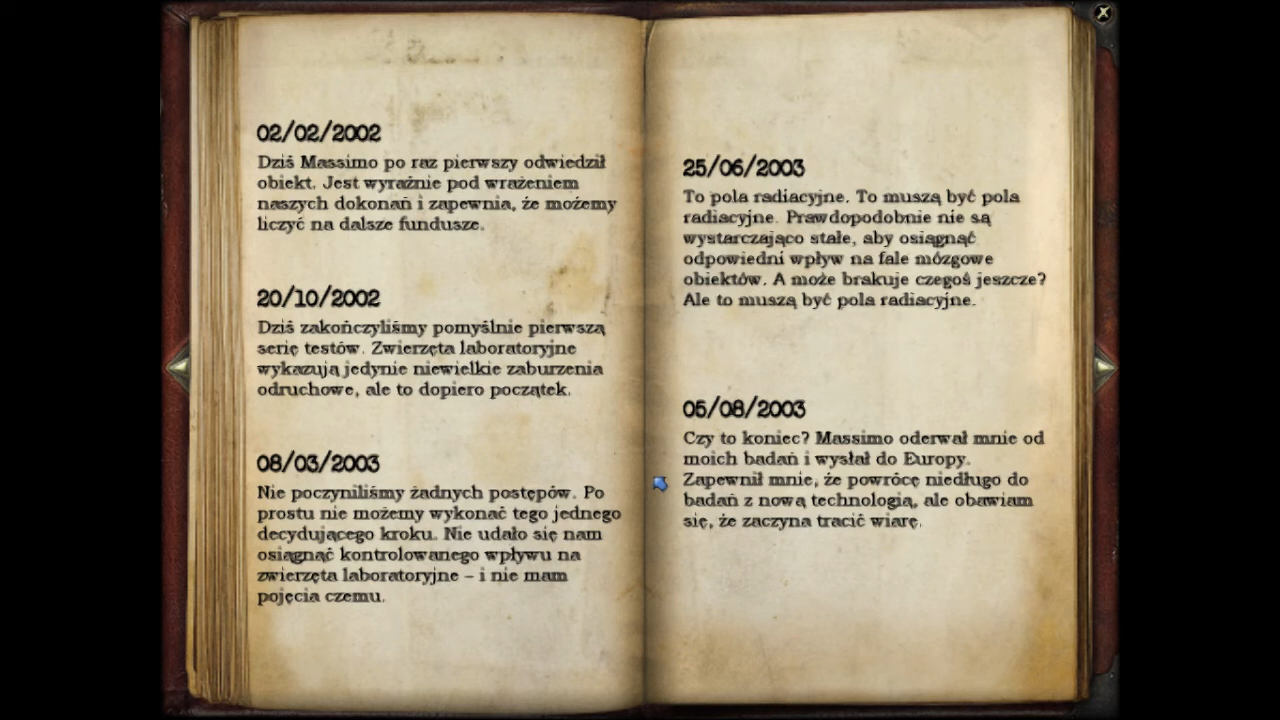 02/02/2002
Dziś Massimo po raz pierwszy odwiedził
obiekt. Jest wyraźnie pod wrażeniem
naszych dokonań i zapewnia, że możemy
liczyć na dalsze fundusze.
20/10/2002
Dziś zakończyliśmy pomyślnie pierwszą
serię testów. Zwierzęta laboratoryjne
wykazują jedynie niewielkie zaburzenia
odruchowe, ale to dopiero początek.
08/03/2003
Nie poczyniliśmy żadnych postępów. Po
prostu nie możemy wykonać tego jednego
decydującego kroku. Nie udało się nam
osiągnąć kontrolowanego wpływu na
zwierzęta laboratoryjne – i nie mam
pojęcia czemu.
25/06/2003
To pola radiacyjne. To muszą być pola
radiacyjne. Prawdopodobnie nie są
wystarczająco stałe, aby osiągnąć
odpowiedni wpływ na fale mózgowe
obiektów. A może brakuje czegoś jeszcze?
Ale to muszą być pola radiacyjne.
05/08/2003
Czy to koniec? Massimo oderwał mnie od
moich badań i wysłał do Europy.
Zapewnił mnie, że powrócę niedługo do
badań z nową technologią, ale obawiam
się, że zaczyna tracić wiarę.